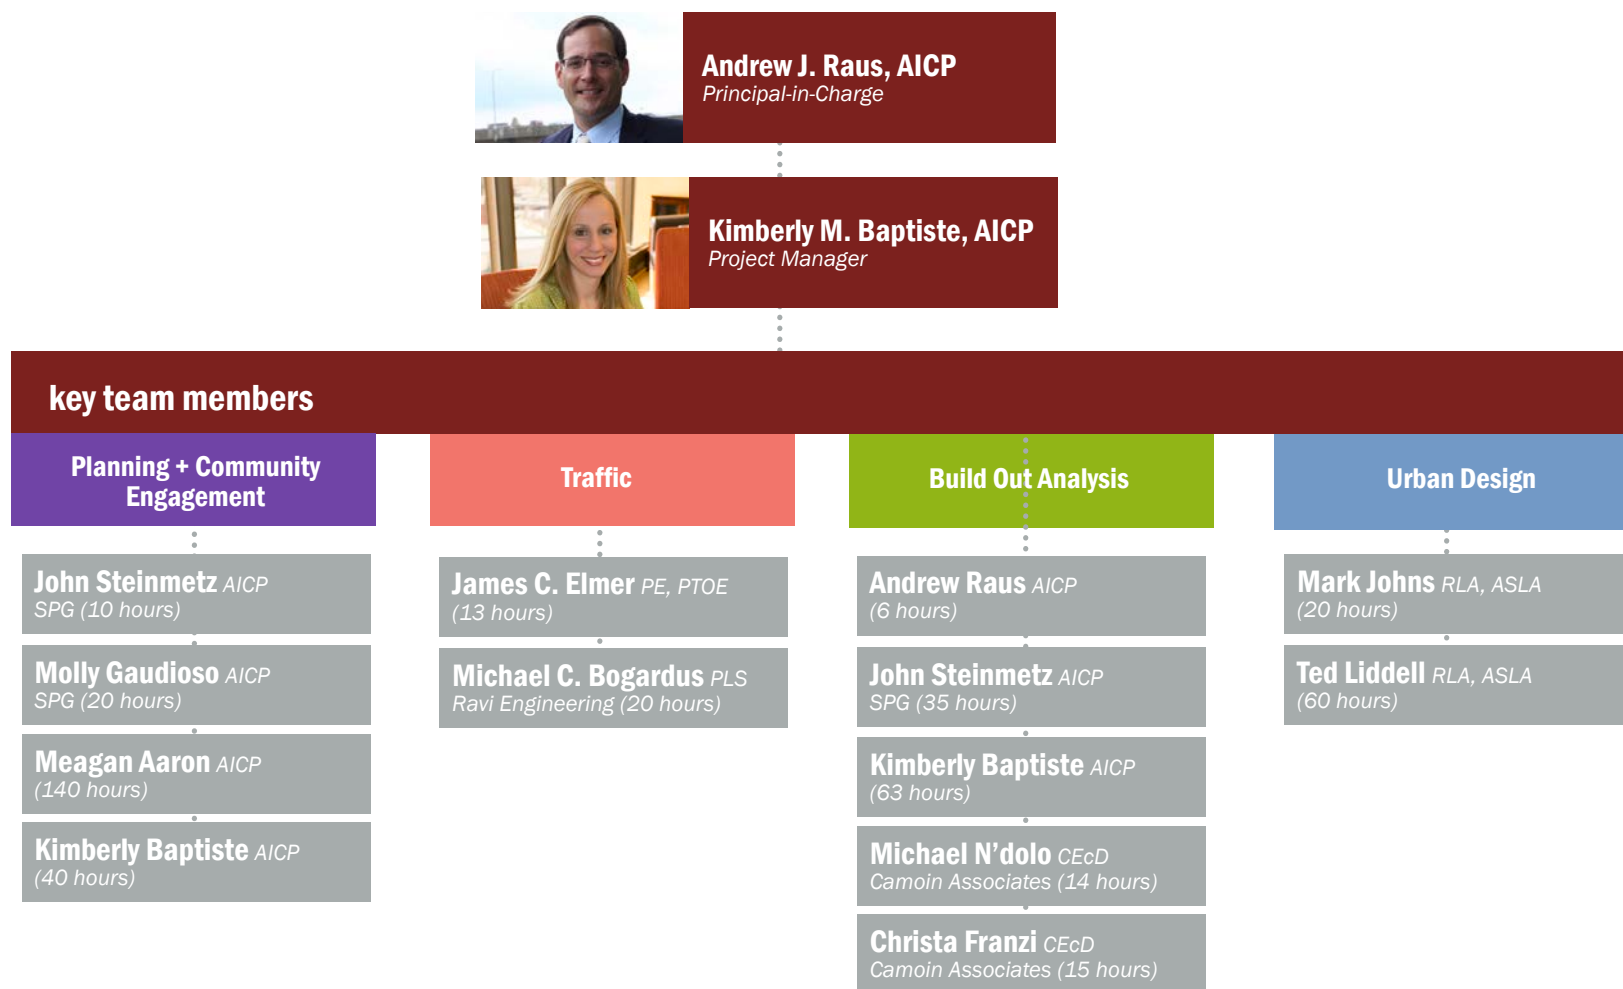 Andrew J. Raus, AICP
Principal-in-Charge
Kimberly M. Baptiste, AICP
Project Manager
key team members
Planning + Community
Engagement
John Steinmetz AICP
SPG (10 hours)
Molly Gaudioso AICP
SPG (20 hours)
Meagan Aaron AICP
(140 hours)
Kimberly Baptiste AICP
(40 hours)
Traffic
James C. Elmer PE, PTOE
(13 hours)
Michael C. Bogardus PLS
Ravi Engineering (20 hours)
Build Out Analysis
Andrew Raus AICP
(6 hours)
John Steinmetz AICP
SPG (35 hours)
Kimberly Baptiste AICP
(63 hours)
Michael N’dolo CEcD
Camoin Associates (14 hours)
Christa Franzi CEcD
Camoin Associates (15 hours)
Urban Design
Mark Johns RLA, ASLA
(20 hours)
Ted Liddell RLA, ASLA
(60 hours)